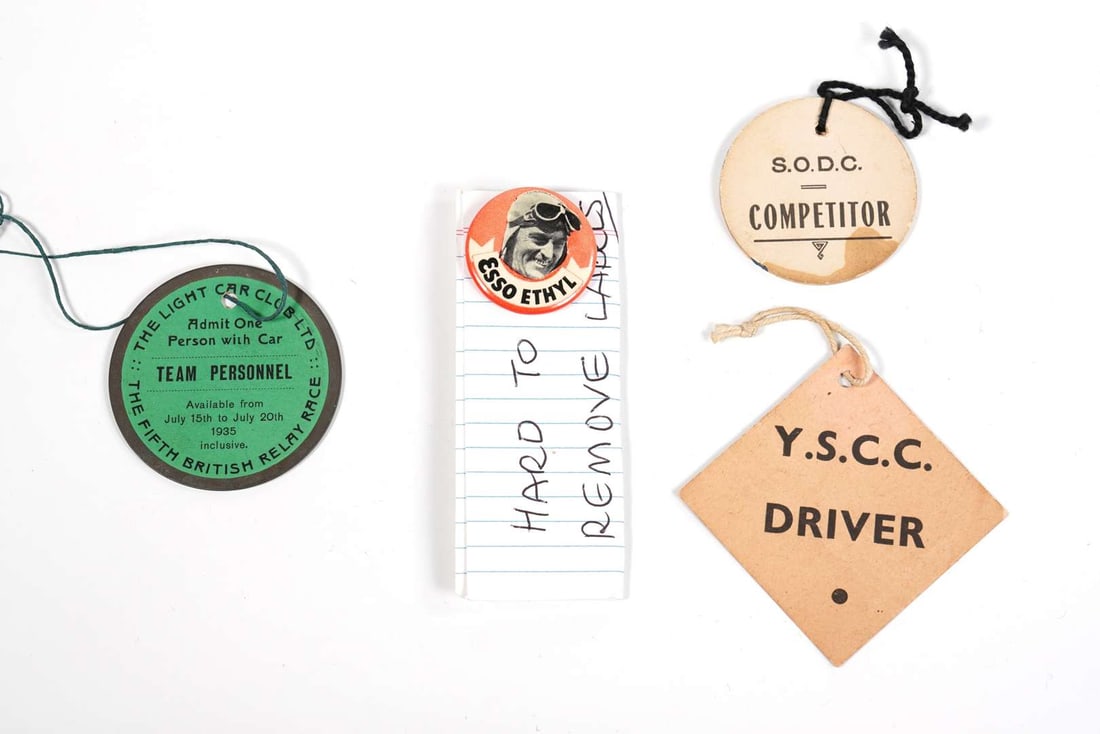 THE LIGHT CAR CLUB LTD
Admit One
Person with Car
TEAM PERSONNEL
Available from
July 15th to July 20th
1935
inclusive.
THE FIFTH BRITISH RELAY RACE
ESSO ETHYL
HARD TO
REMOVE LABELS
S.O.D.C.
COMPETITOR
Y.S.C.C.
DRIVER